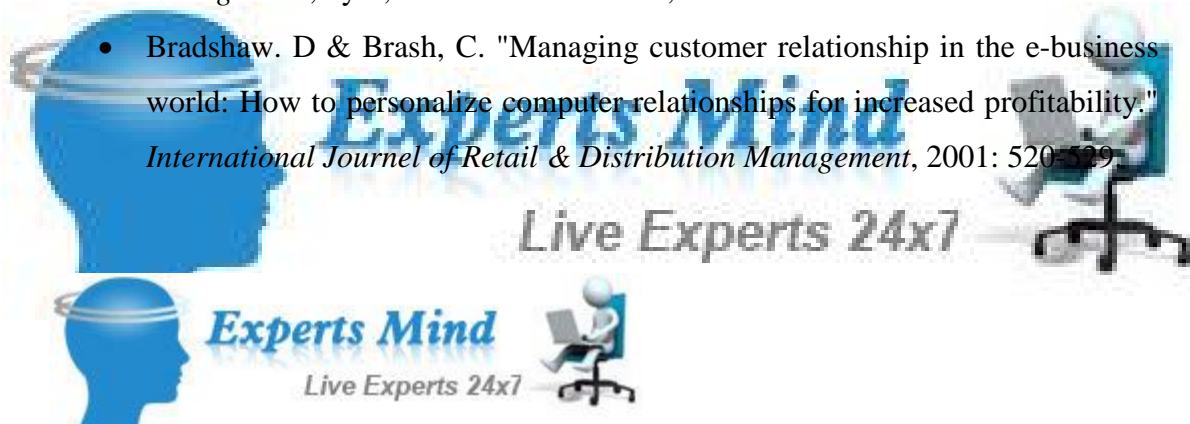 • Bradshaw. D & Brash, C. "Managing customer relationship in the e-business
world: How to personalize computer relationships for increased profitability."
International Journel of Retail & Distribution Management, 2001: 520-529.
Experts Mind
Live Experts 24x7
Experts Mind
Live Experts 24x7